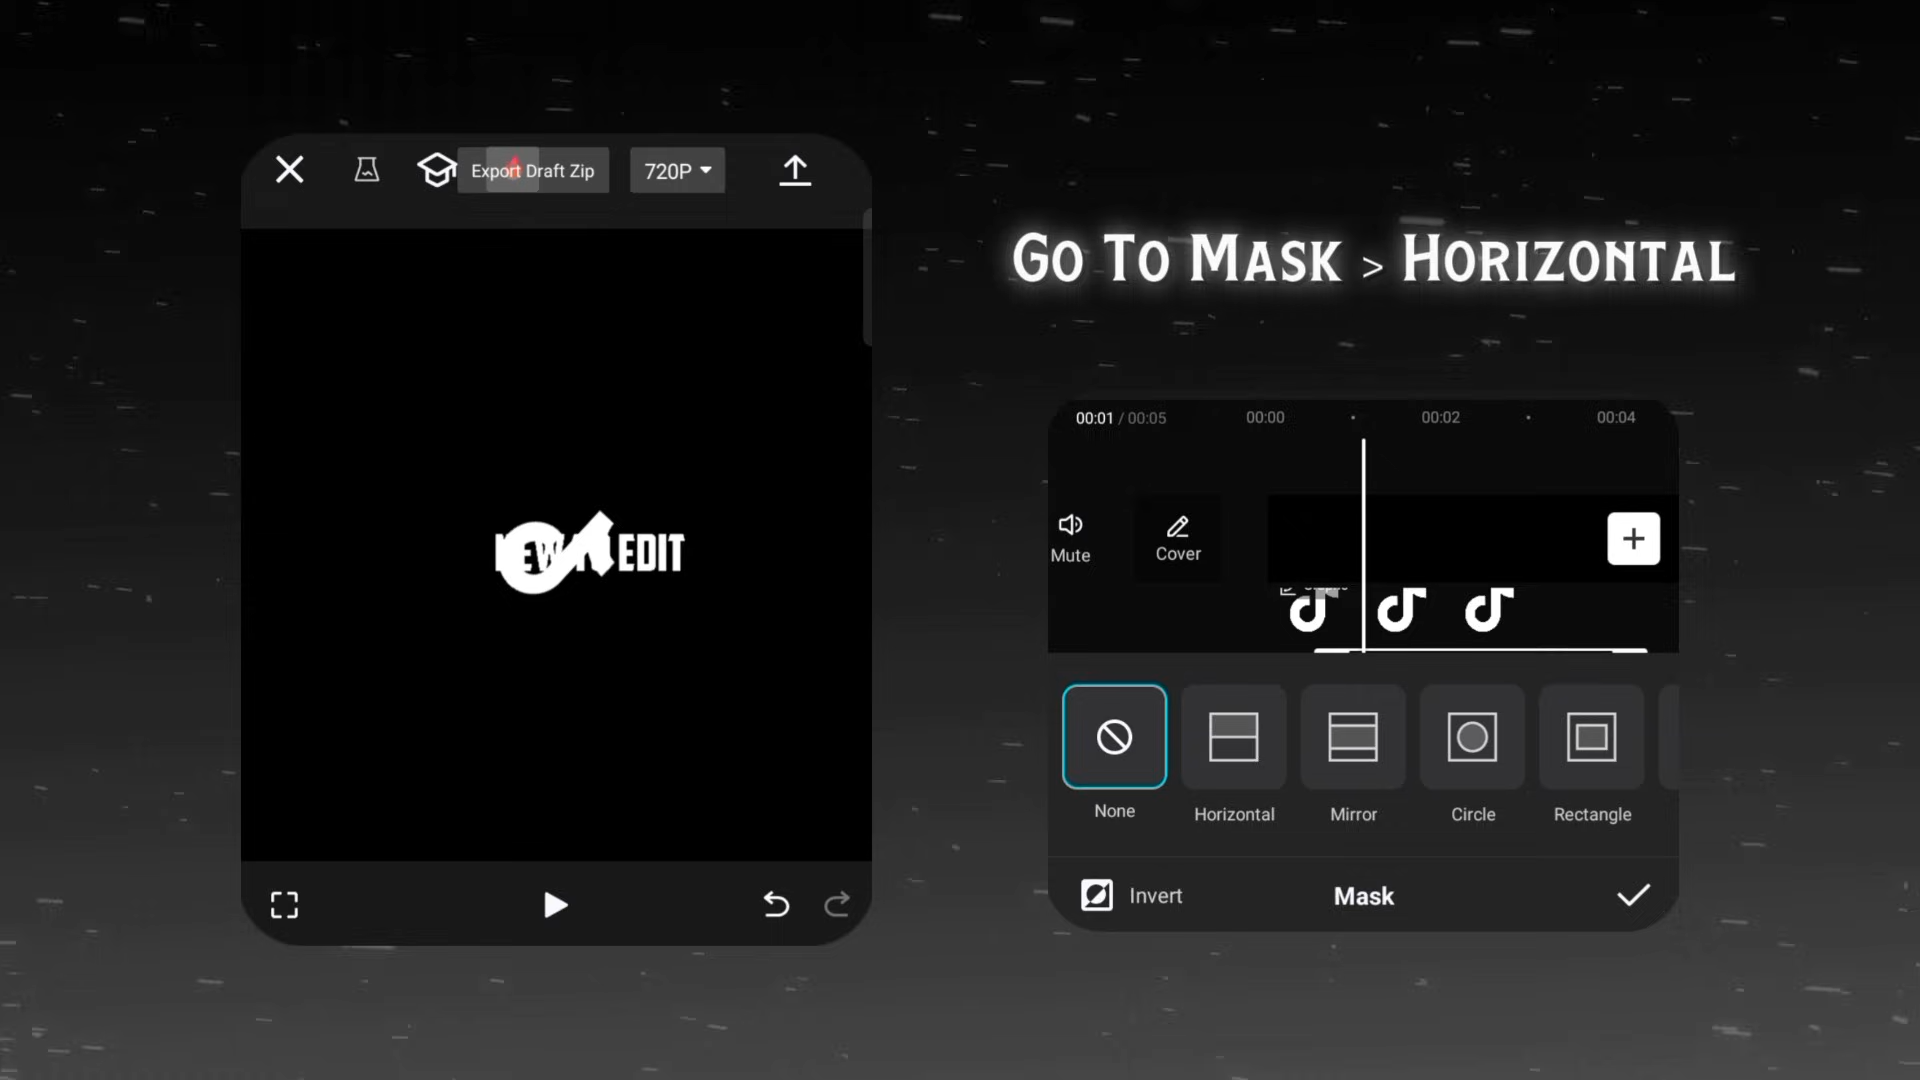 Export Draft Zip
720P
GO TO MASK > HORIZONTAL
EDIT
00:01 / 00:05
00:00
00:02
00:04
Mute
Cover
None
Horizontal
Mirror
Circle
Rectangle
Invert
Mask